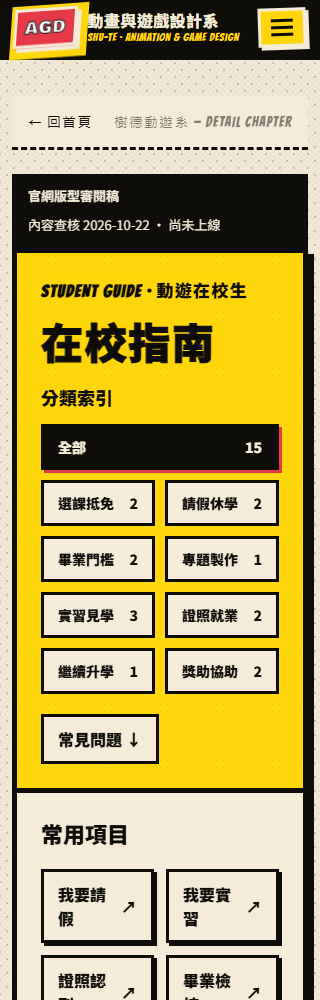 AGD
動畫與遊戲設計系
SHU-TE · ANIMATION & GAME DESIGN
← 回首頁
樹德動遊系 — DETAIL CHAPTER
官網版型審閱稿
內容查核 2026-10-22 · 尚未上線
STUDENT GUIDE · 動遊在校生
在校指南
分類索引
全部 15
選課抵免 2
請假休學 2
畢業門檻 2
專題製作 1
實習見學 3
證照就業 2
繼續升學 1
獎助協助 2
常見問題 ↓
常用項目
我要請
假 ↗
我要實
習 ↗
證照認
↗
畢業檢
↗